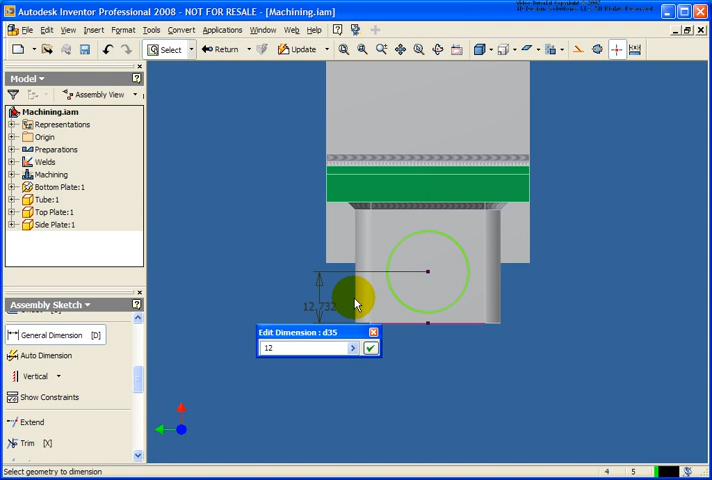 Autodesk Inventor Professional 2008 - NOT FOR RESALE - [Machining.iam]
File Edit View Insert Format Tools Convert Applications Window Web Help
Select Return Update
Model
Assembly View
Machining.iam
Representations
Origin
Preparations
Welds
Machining
Bottom Plate:1
Tube:1
Top Plate:1
Side Plate:1
Assembly Sketch
General Dimension [D]
Auto Dimension
Vertical
Show Constraints
Extend
Trim [X]
12,732
Edit Dimension : d35
12
Select geometry to dimension
4 5